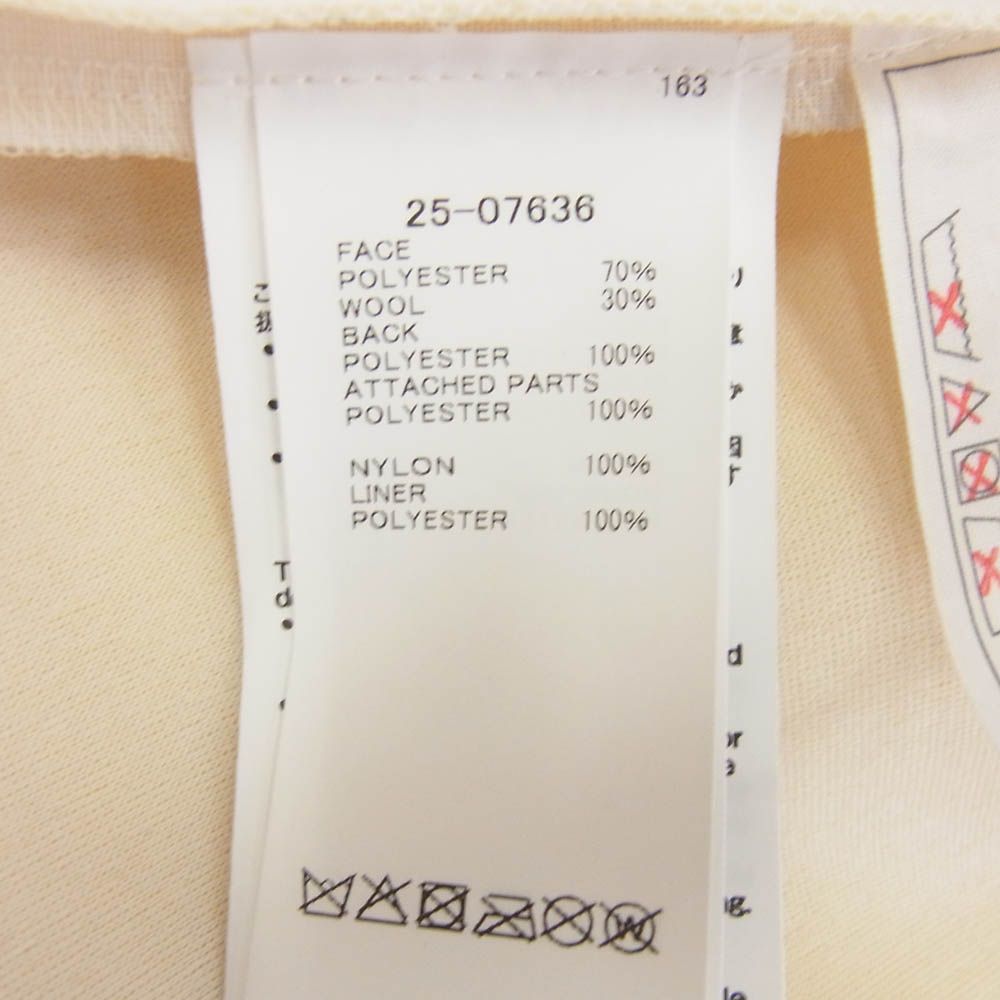 163
25-07636
FACE
POLYESTER 70%
WOOL 30%
BACK
POLYESTER 100%
ATTACHED PARTS
POLYESTER 100%
NYLON 100%
LINER
POLYESTER 100%